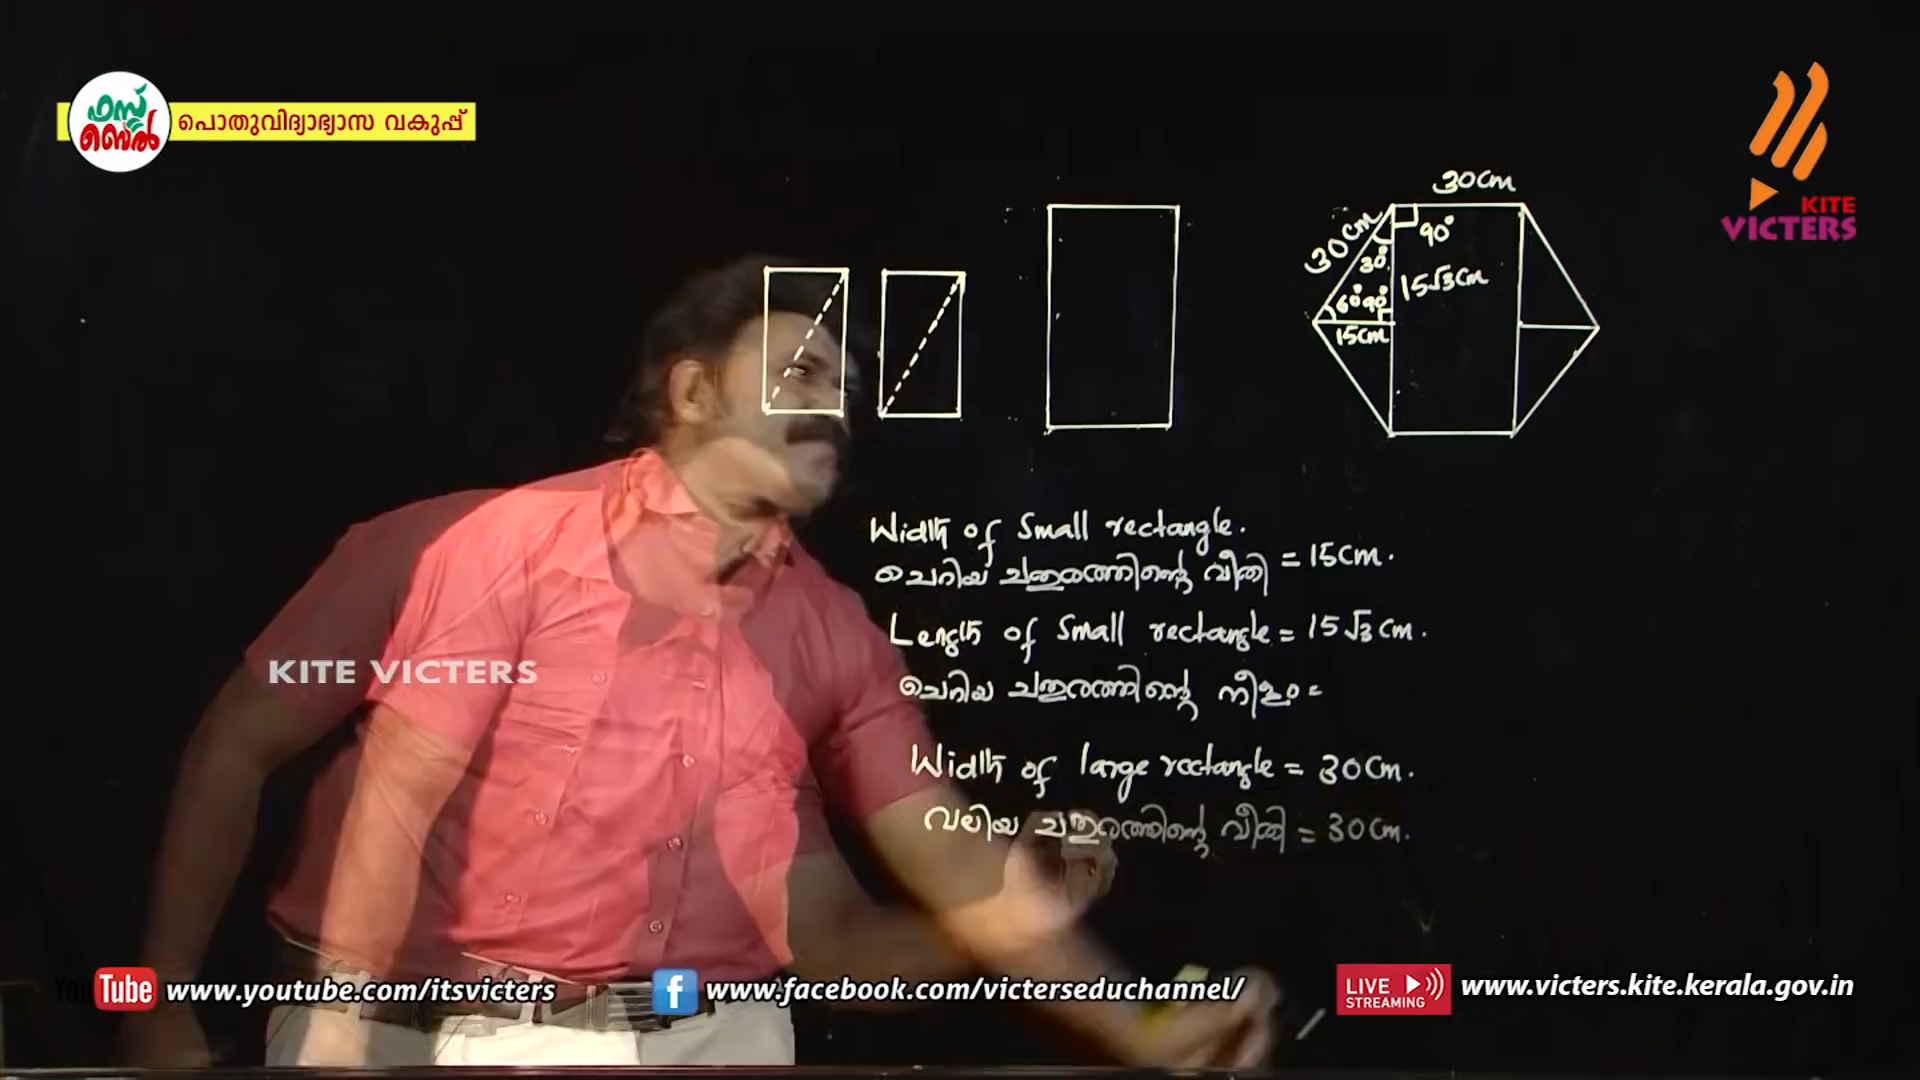 ഫസ്റ്റ് ബെൽ
പൊതുവിദ്യാഭ്യാസ വകുപ്പ്
KITE
VICTERS
30cm
30cm
90°
30°
15√3cm
60° 90°
15cm
Width of Small rectangle.
ചെറിയ ചതുരത്തിന്റെ വീതി = 15cm.
Length of Small rectangle = 15√3 cm.
KITE VICTERS
ചെറിയ ചതുരത്തിന്റെ നീളം =
Width of large rectangle = 30cm.
വലിയ ചതുരത്തിന്റെ വീതി = 30cm.
YouTube www.youtube.com/itsvicters
f www.facebook.com/victerseduchannel/
LIVE STREAMING www.victers.kite.kerala.gov.in